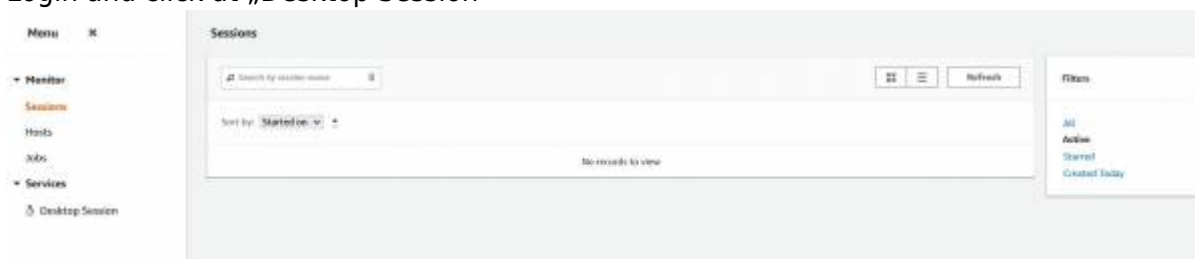 Login and click at „Desktop Session“
Menu
Sessions
Monitor
Sessions
Hosts
Jobs
Services
Desktop Session
Search by session name
Refresh
Sort by: Started on
No records to view
Filters
All
Active
Starred
Created Today